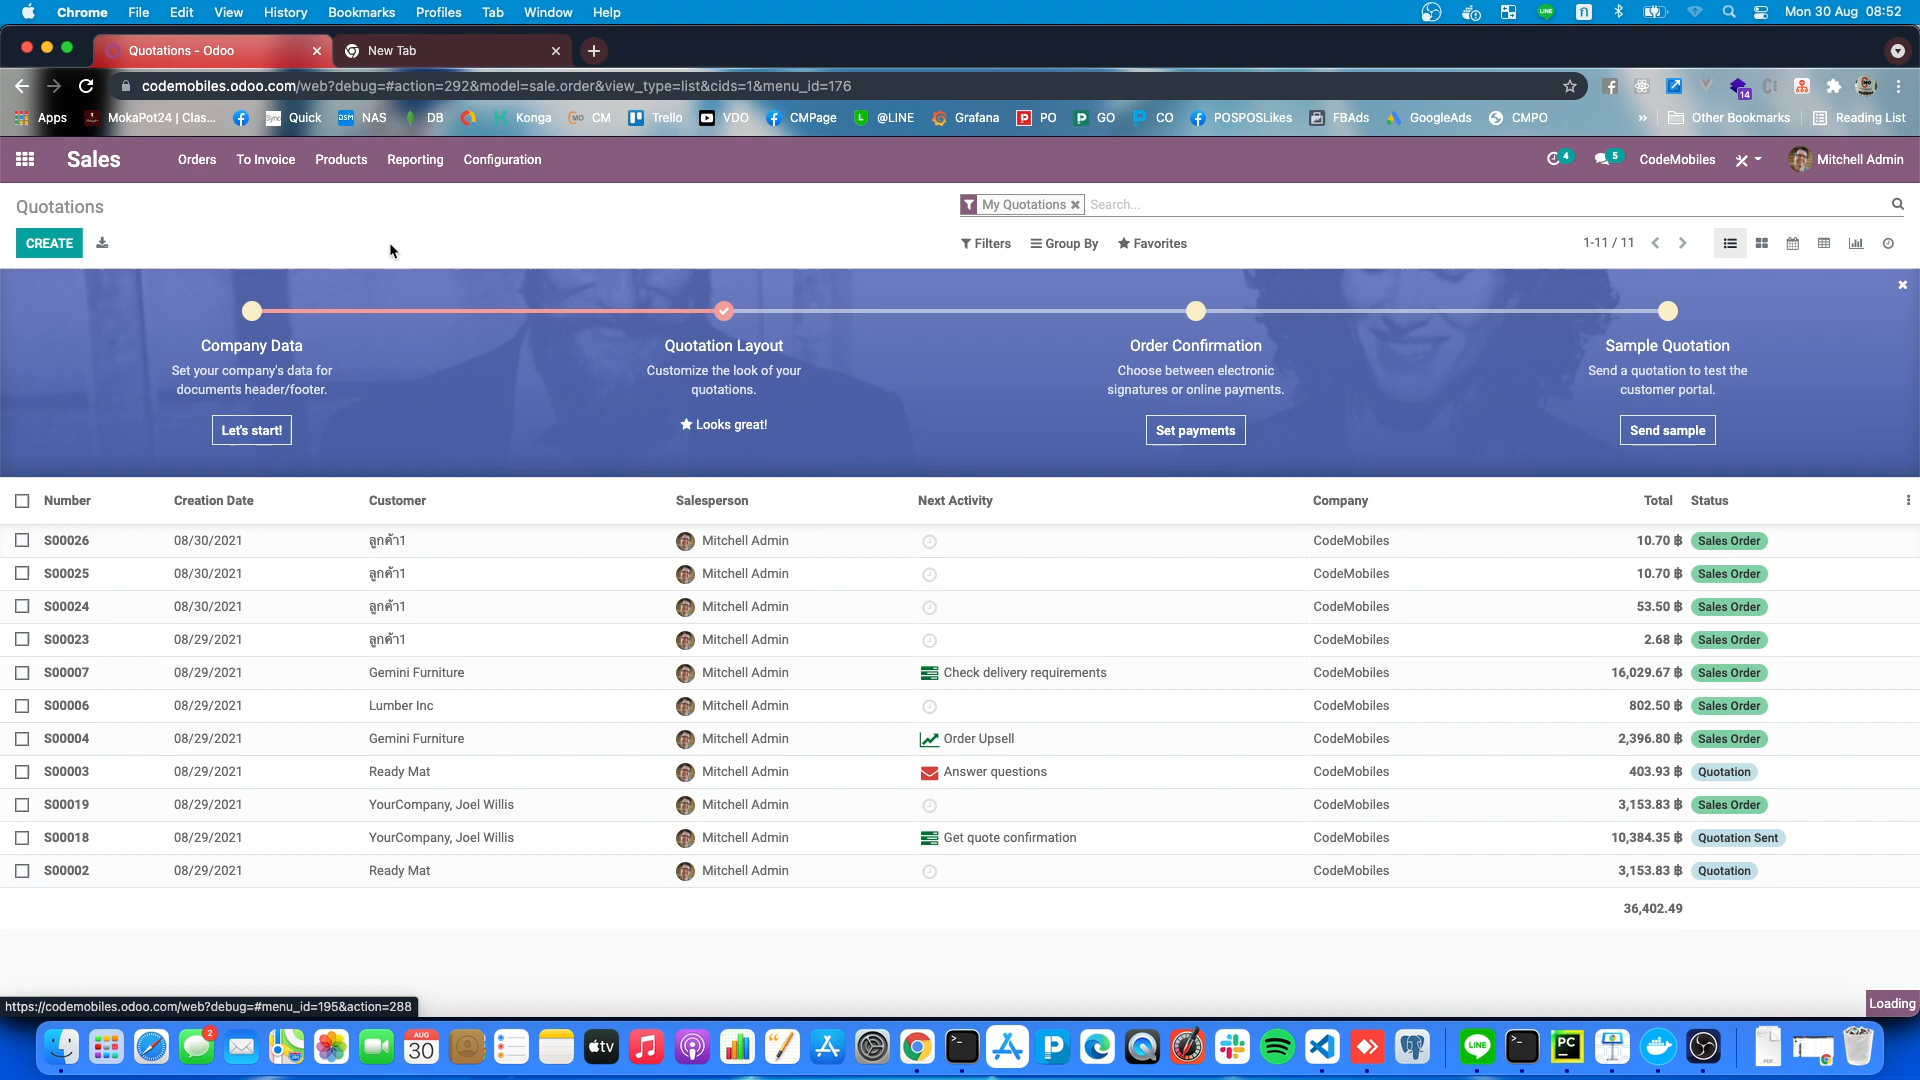 Chrome File Edit View History Bookmarks Profiles Tab Window Help Mon 30 Aug 08:52
Quotations - Odoo New Tab
codemobiles.odoo.com/web?debug=#action=292&model=sale.order&view_type=list&cids=1&menu_id=176 14
Apps MokaPot24 | Clas... Quick DSM NAS DB Konga CM Trello VDO CMPage @LINE Grafana PO GO CO POSPOSLikes FBAds GoogleAds CMPO » Other Bookmarks Reading List
Sales Orders To Invoice Products Reporting Configuration 4 5 CodeMobiles Mitchell Admin
Quotations My Quotations Search...
CREATE Filters Group By Favorites 1-11 / 11
Company Data Quotation Layout Order Confirmation Sample Quotation
Set your company's data for Customize the look of your Choose between electronic Send a quotation to test the
documents header/footer. quotations. signatures or online payments. customer portal.
Let's start! Looks great! Set payments Send sample
Number Creation Date Customer Salesperson Next Activity Company Total Status
S00026 08/30/2021 ลูกค้า1 Mitchell Admin CodeMobiles 10.70 ฿ Sales Order
S00025 08/30/2021 ลูกค้า1 Mitchell Admin CodeMobiles 10.70 ฿ Sales Order
S00024 08/30/2021 ลูกค้า1 Mitchell Admin CodeMobiles 53.50 ฿ Sales Order
S00023 08/29/2021 ลูกค้า1 Mitchell Admin CodeMobiles 2.68 ฿ Sales Order
S00007 08/29/2021 Gemini Furniture Mitchell Admin Check delivery requirements CodeMobiles 16,029.67 ฿ Sales Order
S00006 08/29/2021 Lumber Inc Mitchell Admin CodeMobiles 802.50 ฿ Sales Order
S00004 08/29/2021 Gemini Furniture Mitchell Admin Order Upsell CodeMobiles 2,396.80 ฿ Sales Order
S00003 08/29/2021 Ready Mat Mitchell Admin Answer questions CodeMobiles 403.93 ฿ Quotation
S00019 08/29/2021 YourCompany, Joel Willis Mitchell Admin CodeMobiles 3,153.83 ฿ Sales Order
S00018 08/29/2021 YourCompany, Joel Willis Mitchell Admin Get quote confirmation CodeMobiles 10,384.35 ฿ Quotation Sent
S00002 08/29/2021 Ready Mat Mitchell Admin CodeMobiles 3,153.83 ฿ Quotation
36,402.49
https://codemobiles.odoo.com/web?debug=#menu_id=195&action=288 Loading
2 AUG 30 tv LINE PC